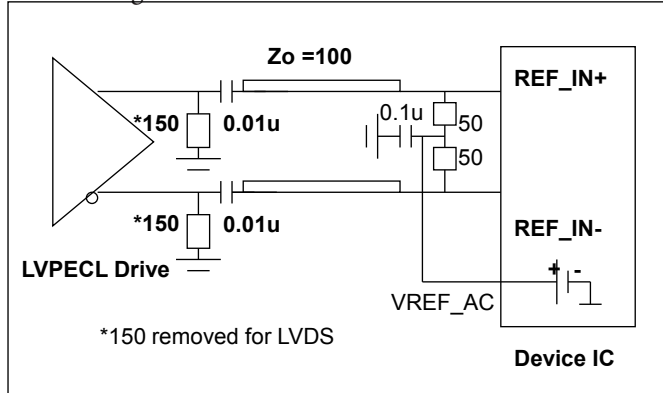 Zo =100
REF_IN+
0.1u
*150 0.01u
50
50
REF_IN-
*150 0.01u
LVPECL Drive
+ -
VREF_AC
*150 removed for LVDS
Device IC